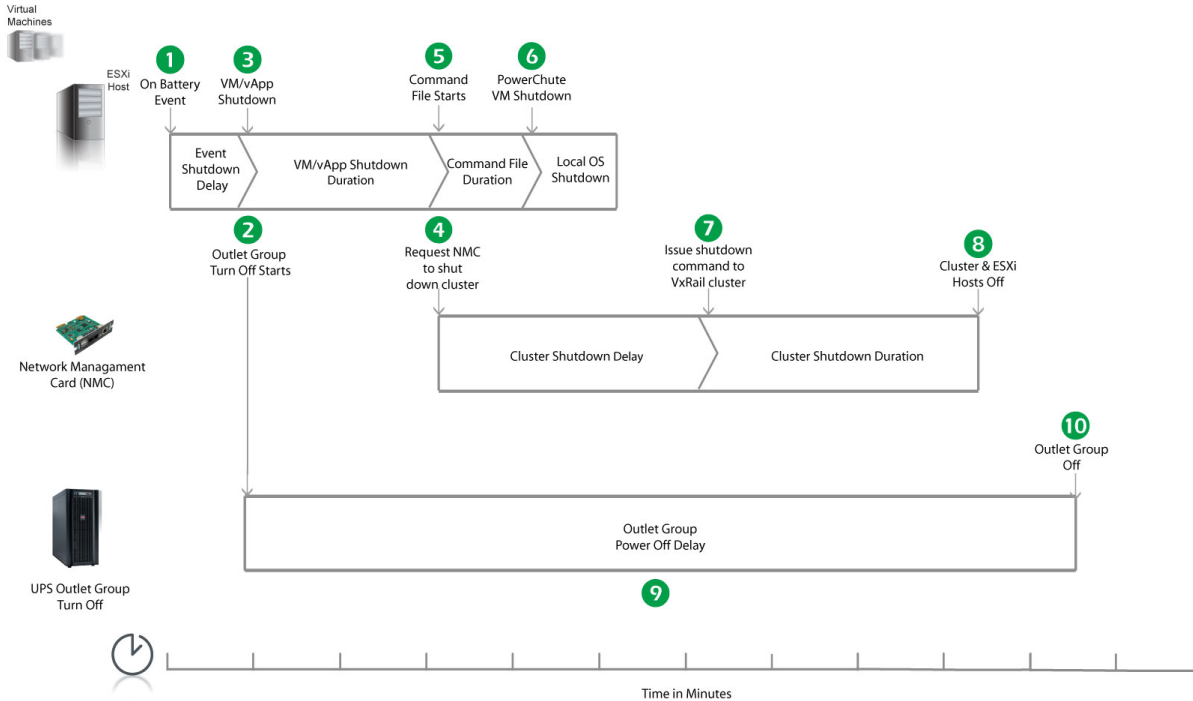 Virtual
Machines
ESXi
Host
1
On Battery
Event
3
VM/vApp
Shutdown
5
Command
File Starts
6
PowerChute
VM Shutdown
Event
Shutdown
Delay
VM/vApp Shutdown
Duration
Command File
Duration
Local OS
Shutdown
2
Outlet Group
Turn Off Starts
4
Request NMC
to shut
down cluster
7
Issue shutdown
command to
VxRail cluster
8
Cluster & ESXi
Hosts Off
Network Managament
Card (NMC)
Cluster Shutdown Delay
Cluster Shutdown Duration
10
Outlet Group
Off
UPS Outlet Group
Turn Off
Outlet Group
Power Off Delay
9
Time in Minutes